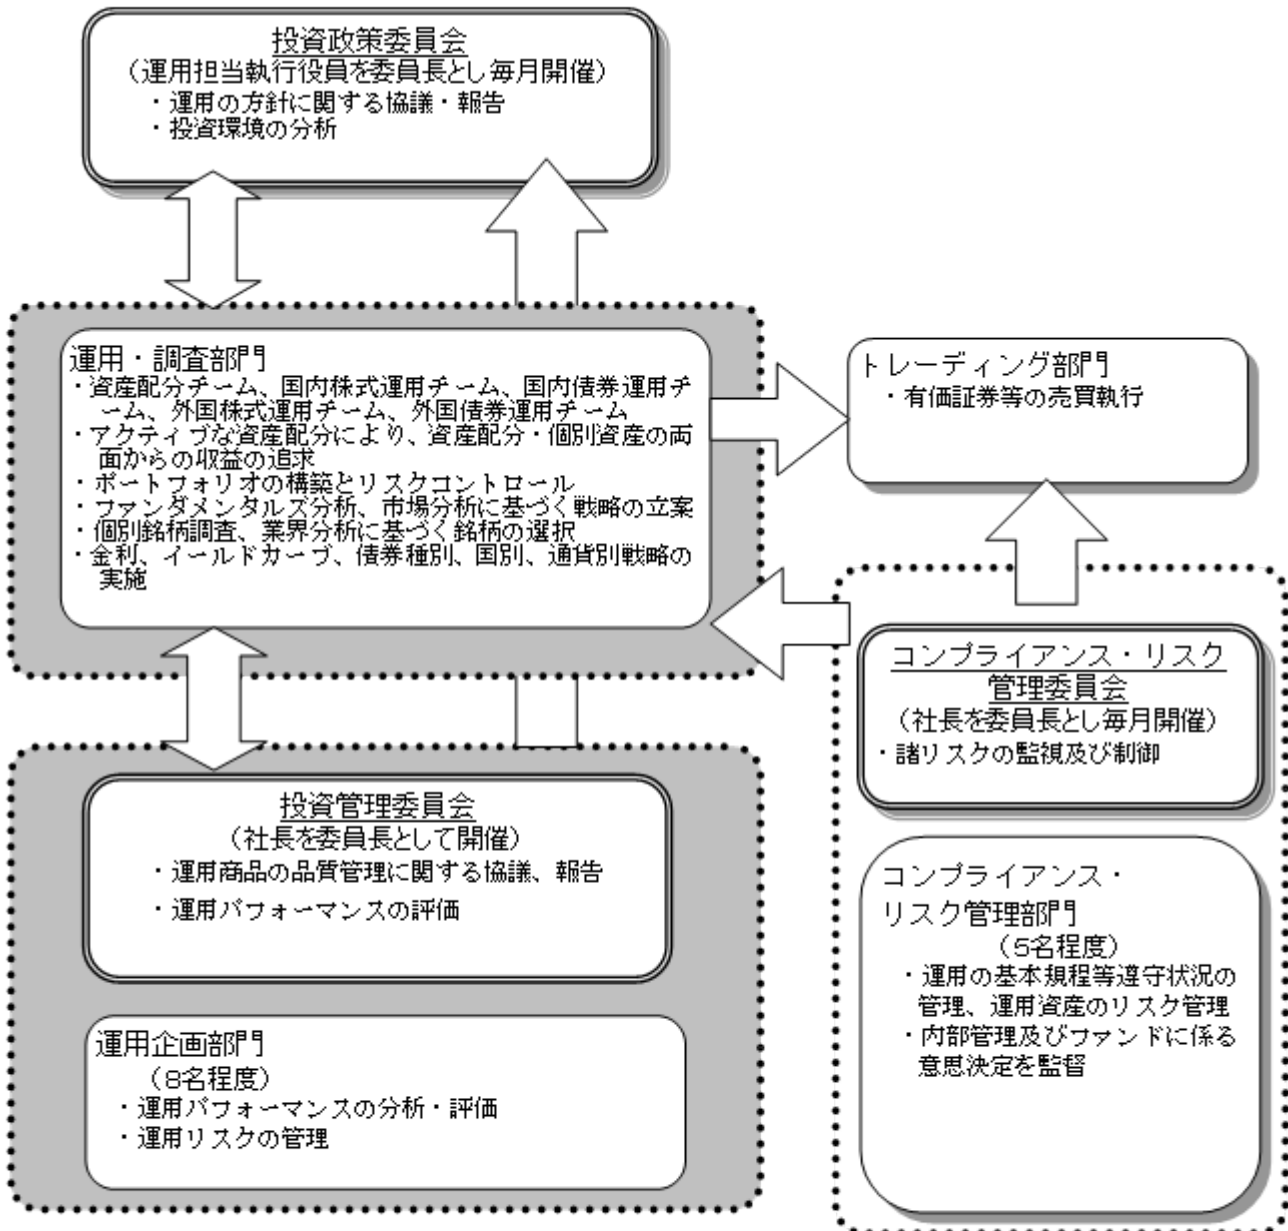 投資政策委員会
（運用担当執行役員を委員長とし毎月開催）
・運用の方針に関する協議・報告
・投資環境の分析
運用・調査部門
・資産配分チーム、国内株式運用チーム、国内債券運用チ
ーム、外国株式運用チーム、外国債券運用チーム
・アクティブな資産配分により、資産配分・個別資産の両
面からの収益の追求
・ポートフォリオの構築とリスクコントロール
・ファンダメンタルズ分析、市場分析に基づく戦略の立案
・個別銘柄調査、業界分析に基づく銘柄の選択
・金利、イールドカーブ、債券種別、国別、通貨別戦略の
実施
トレーディング部門
・有価証券等の売買執行
投資管理委員会
（社長を委員長として開催）
・運用商品の品質管理に関する協議、報告
・運用パフォーマンスの評価
運用企画部門
（8名程度）
・運用パフォーマンスの分析・評価
・運用リスクの管理
コンプライアンス・リスク
管理委員会
（社長を委員長とし毎月開催）
・諸リスクの監視及び制御
コンプライアンス・
リスク管理部門
（5名程度）
・運用の基本規程等遵守状況の
管理、運用資産のリスク管理
・内部管理及びファンドに係る
意思決定を監督